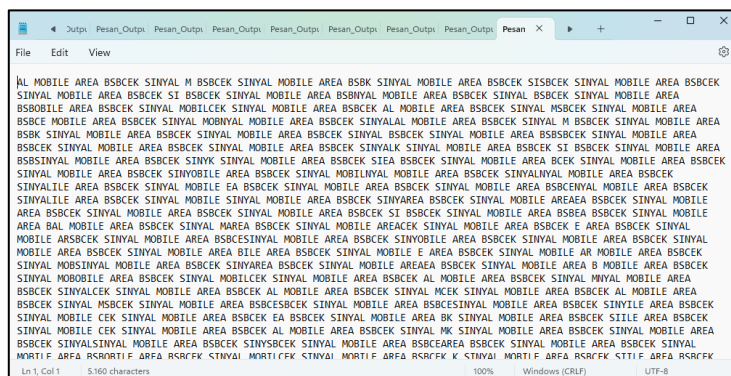 Outpu Pesan_Outpu Pesan_Outpu Pesan_Outpu Pesan_Outpu Pesan_Outpu Pesan_Outpu Pesan_Outpu Pesan
File Edit View
AL MOBILE AREA BSBCEK SINYAL M BSBCEK SINYAL MOBILE AREA BSBK SINYAL MOBILE AREA BSBCEK SISBCEK SINYAL MOBILE AREA BSBCEK
SINYAL MOBILE AREA BSBCEK SI BSBCEK SINYAL MOBILE AREA BSBNYAL MOBILE AREA BSBCEK SINYAL BSBCEK SINYAL MOBILE AREA
BSBOBILE AREA BSBCEK SINYAL MOBILCEK SINYAL MOBILE AREA BSBCEK AL MOBILE AREA BSBCEK SINYAL MSBCEK SINYAL MOBILE AREA
BSBCE MOBILE AREA BSBCEK SINYAL MOBNYAL MOBILE AREA BSBCEK SINYALAL MOBILE AREA BSBCEK SINYAL M BSBCEK SINYAL MOBILE AREA
BSBK SINYAL MOBILE AREA BSBCEK SINYAL MOBILE AREA BSBCEK SINYAL BSBCEK SINYAL MOBILE AREA BSBSBCEK SINYAL MOBILE AREA
BSBCEK SINYAL MOBILE AREA BSBCEK SINYAL MOBILE AREA BSBCEK SINYALK SINYAL MOBILE AREA BSBCEK SI BSBCEK SINYAL MOBILE AREA
BSBSINYAL MOBILE AREA BSBCEK SINYK SINYAL MOBILE AREA BSBCEK SIEA BSBCEK SINYAL MOBILE AREA BCEK SINYAL MOBILE AREA BSBCEK
SINYAL MOBILE AREA BSBCEK SINYOBILE AREA BSBCEK SINYAL MOBILNYAL MOBILE AREA BSBCEK SINYALNYAL MOBILE AREA BSBCEK
SINYALILE AREA BSBCEK SINYAL MOBILE EA BSBCEK SINYAL MOBILE AREA BSBCEK SINYAL MOBILE AREA BSBCENYAL MOBILE AREA BSBCEK
SINYALILE AREA BSBCEK SINYAL MOBILE SINYAL MOBILE AREA BSBCEK SINYAREA BSBCEK SINYAL MOBILE AREAEA BSBCEK SINYAL MOBILE
AREA BSBCEK SINYAL MOBILE AREA BSBCEK SINYAL MOBILE AREA BSBCEK SI BSBCEK SINYAL MOBILE AREA BSBEA BSBCEK SINYAL MOBILE
AREA BAL MOBILE AREA BSBCEK SINYAL MAREA BSBCEK SINYAL MOBILE AREACEK SINYAL MOBILE AREA BSBCEK E AREA BSBCEK SINYAL
MOBILE ARSBCEK SINYAL MOBILE AREA BSBCESINYAL MOBILE AREA BSBCEK SINYOBILE AREA BSBCEK SINYAL MOBILE AREA BSBCEK SINYAL
MOBILE AREA BSBCEK SINYAL MOBILE AREA BILE AREA BSBCEK SINYAL MOBILE E AREA BSBCEK SINYAL MOBILE AR MOBILE AREA BSBCEK
SINYAL MOBSINYAL MOBILE AREA BSBCEK SINYAREA BSBCEK SINYAL MOBILE AREAEA BSBCEK SINYAL MOBILE AREA B MOBILE AREA BSBCEK
SINYAL MOBOBILE AREA BSBCEK SINYAL MOBILCEK SINYAL MOBILE AREA BSBCEK AL MOBILE AREA BSBCEK SINYAL MNYAL MOBILE AREA
BSBCEK SINYALCEK SINYAL MOBILE AREA BSBCEK AL MOBILE AREA BSBCEK SINYAL MCEK SINYAL MOBILE AREA BSBCEK AL MOBILE AREA
BSBCEK SINYAL MSBCEK SINYAL MOBILE AREA BSBCESBCEK SINYAL MOBILE AREA BSBCESINYAL MOBILE AREA BSBCEK SINYILE AREA BSBCEK
SINYAL MOBILE CEK SINYAL MOBILE AREA BSBCEK EA BSBCEK SINYAL MOBILE AREA BK SINYAL MOBILE AREA BSBCEK SIILE AREA BSBCEK
SINYAL MOBILE CEK SINYAL MOBILE AREA BSBCEK AL MOBILE AREA BSBCEK SINYAL MK SINYAL MOBILE AREA BSBCEK SINYAL MOBILE AREA
BSBCEK SINYALSINYAL MOBILE AREA BSBCEK SINYSBCEK SINYAL MOBILE AREA BSBCEAREA BSBCEK SINYAL MOBILE AREA BSBCEK SINYAL
MOBILE AREA BSBOBILE AREA BSBCEK SINYAL MOBILCEK SINYAL MOBILE AREA BSBCEK K SINYAL MOBILE AREA BSBCEK SIILE AREA BSBCEK
Ln 1, Col 1 5.160 characters 100% Windows (CRLF) UTF-8